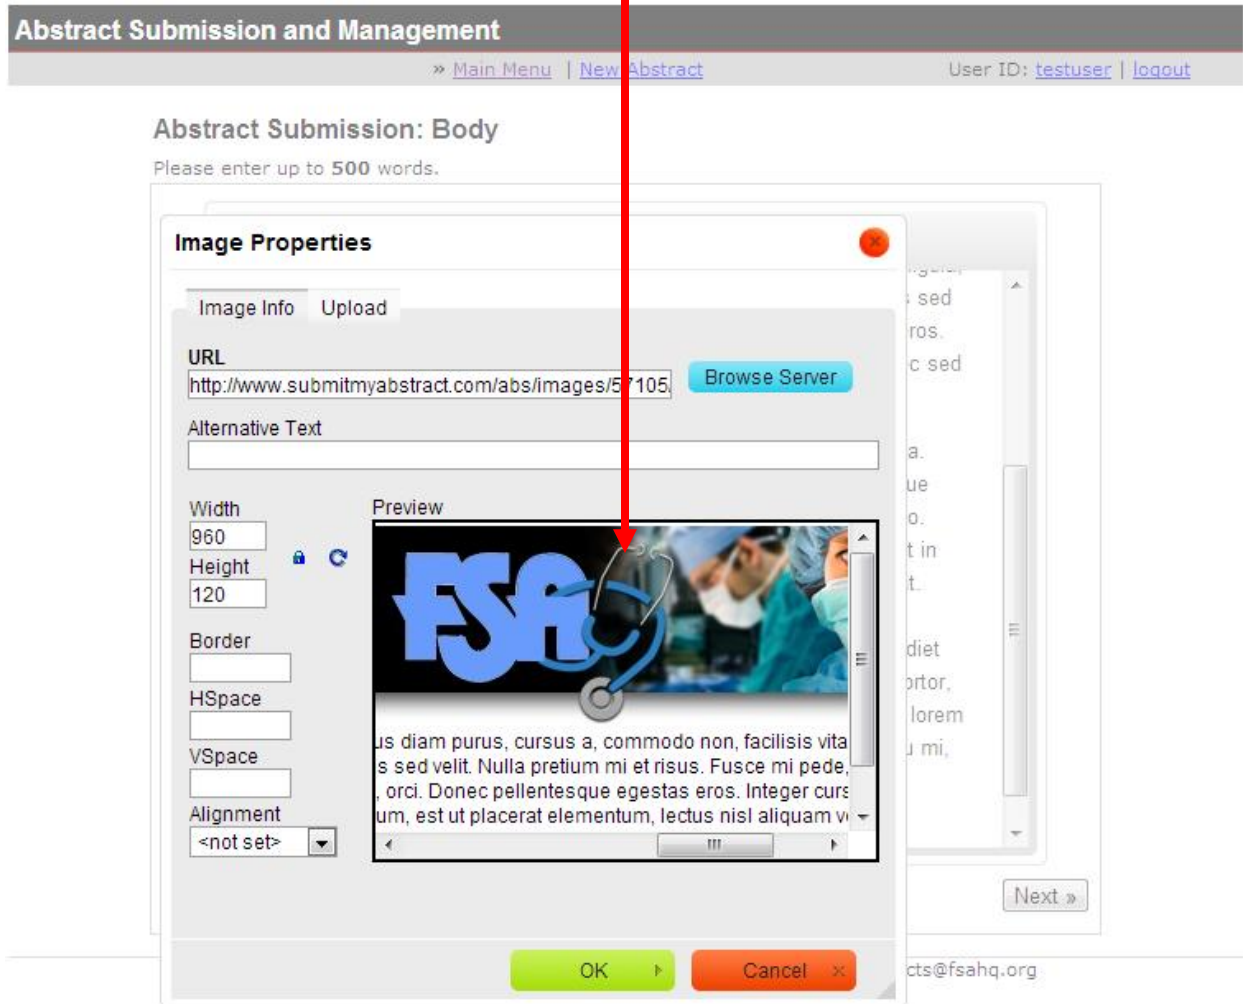 Abstract Submission and Management
» Main Menu | New Abstract User ID: testuser | logout
Abstract Submission: Body
Please enter up to 500 words.
Image Properties
Image Info Upload
URL
http://www.submitmyabstract.com/abs/images/57105/
Browse Server
Alternative Text
Width
960
Height
120
Border
HSpace
VSpace
Alignment
<not set>
Preview
FSA
us diam purus, cursus a, commodo non, facilisis vita
s sed velit. Nulla pretium mi et risus. Fusce mi pede,
, orci. Donec pellentesque egestas eros. Integer curs
um, est ut placerat elementum, lectus nisl aliquam v
sed
ros.
c sed
a.
ue
o.
t in
t.
diet
ortor,
lorem
mi,
Next »
OK
Cancel
cts@fsahq.org